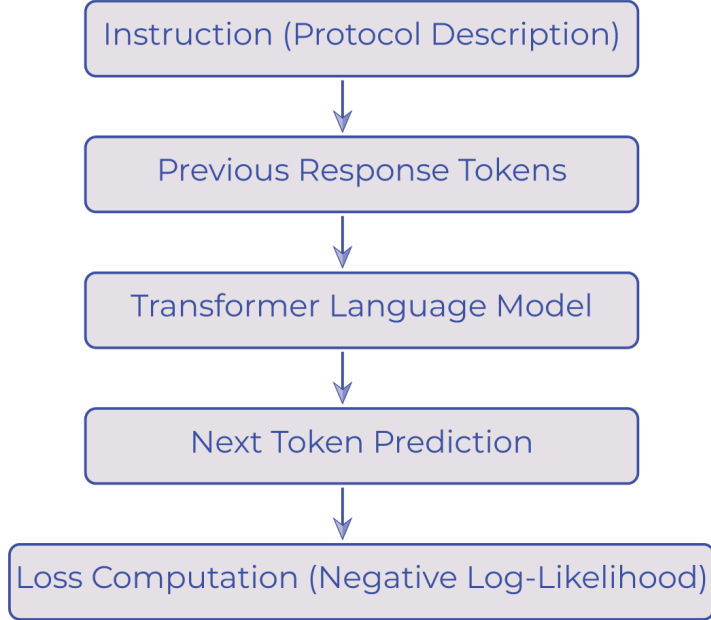 Instruction (Protocol Description)
Previous Response Tokens
Transformer Language Model
Next Token Prediction
Loss Computation (Negative Log-Likelihood)